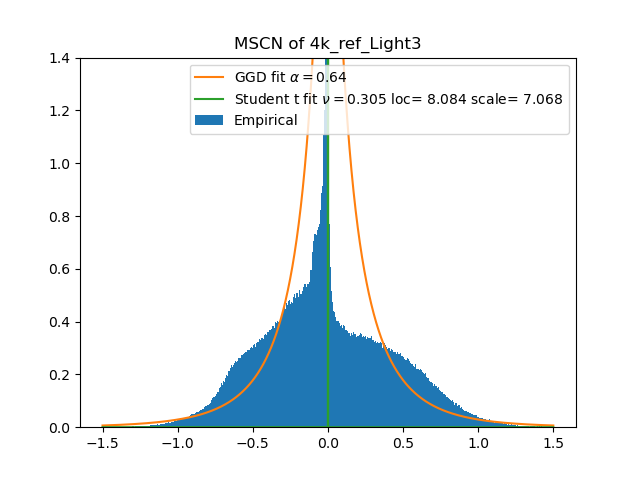 MSCN of 4k_ref_Light3
GGD fit α = 0.64
Student t fit ν = 0.305 loc= 8.084 scale= 7.068
Empirical
1.4
1.2
1.0
0.8
0.6
0.4
0.2
0.0
−1.5 −1.0 −0.5 0.0 0.5 1.0 1.5